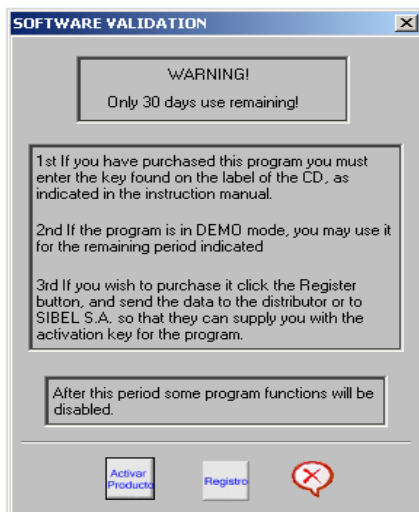 SOFTWARE VALIDATION
WARNING!
Only 30 days use remaining!
1st If you have purchased this program you must
enter the key found on the label of the CD, as
indicated in the instruction manual.
2nd If the program is in DEMO mode, you may use it
for the remaining period indicated
3rd If you wish to purchase it click the Register
button, and send the data to the distributor or to
SIBEL S.A. so that they can supply you with the
activation key for the program.
After this period some program functions will be
disabled.
Activar
Producto
Registro